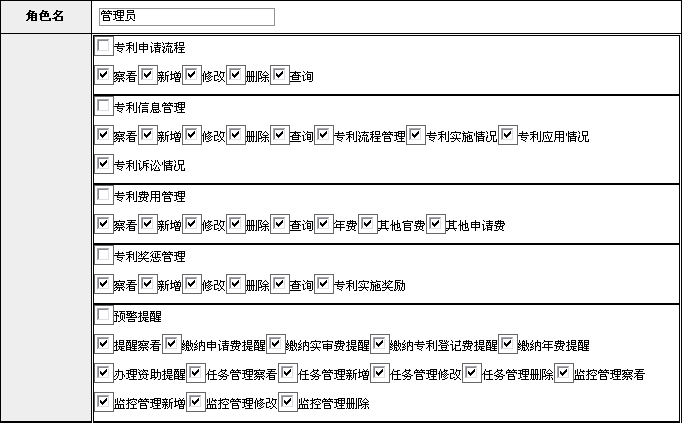 角色名 管理员
专利申请流程
察看 新增 修改 删除 查询
专利信息管理
察看 新增 修改 删除 查询 专利流程管理 专利实施情况 专利应用情况
专利诉讼情况
专利费用管理
察看 新增 修改 删除 查询 年费 其他官费 其他申请费
专利奖惩管理
察看 新增 修改 删除 查询 专利实施奖励
预警提醒
提醒察看 缴纳申请费提醒 缴纳实审费提醒 缴纳专利登记费提醒 缴纳年费提醒
办理资助提醒 任务管理察看 任务管理新增 任务管理修改 任务管理删除 监控管理察看
监控管理新增 监控管理修改 监控管理删除